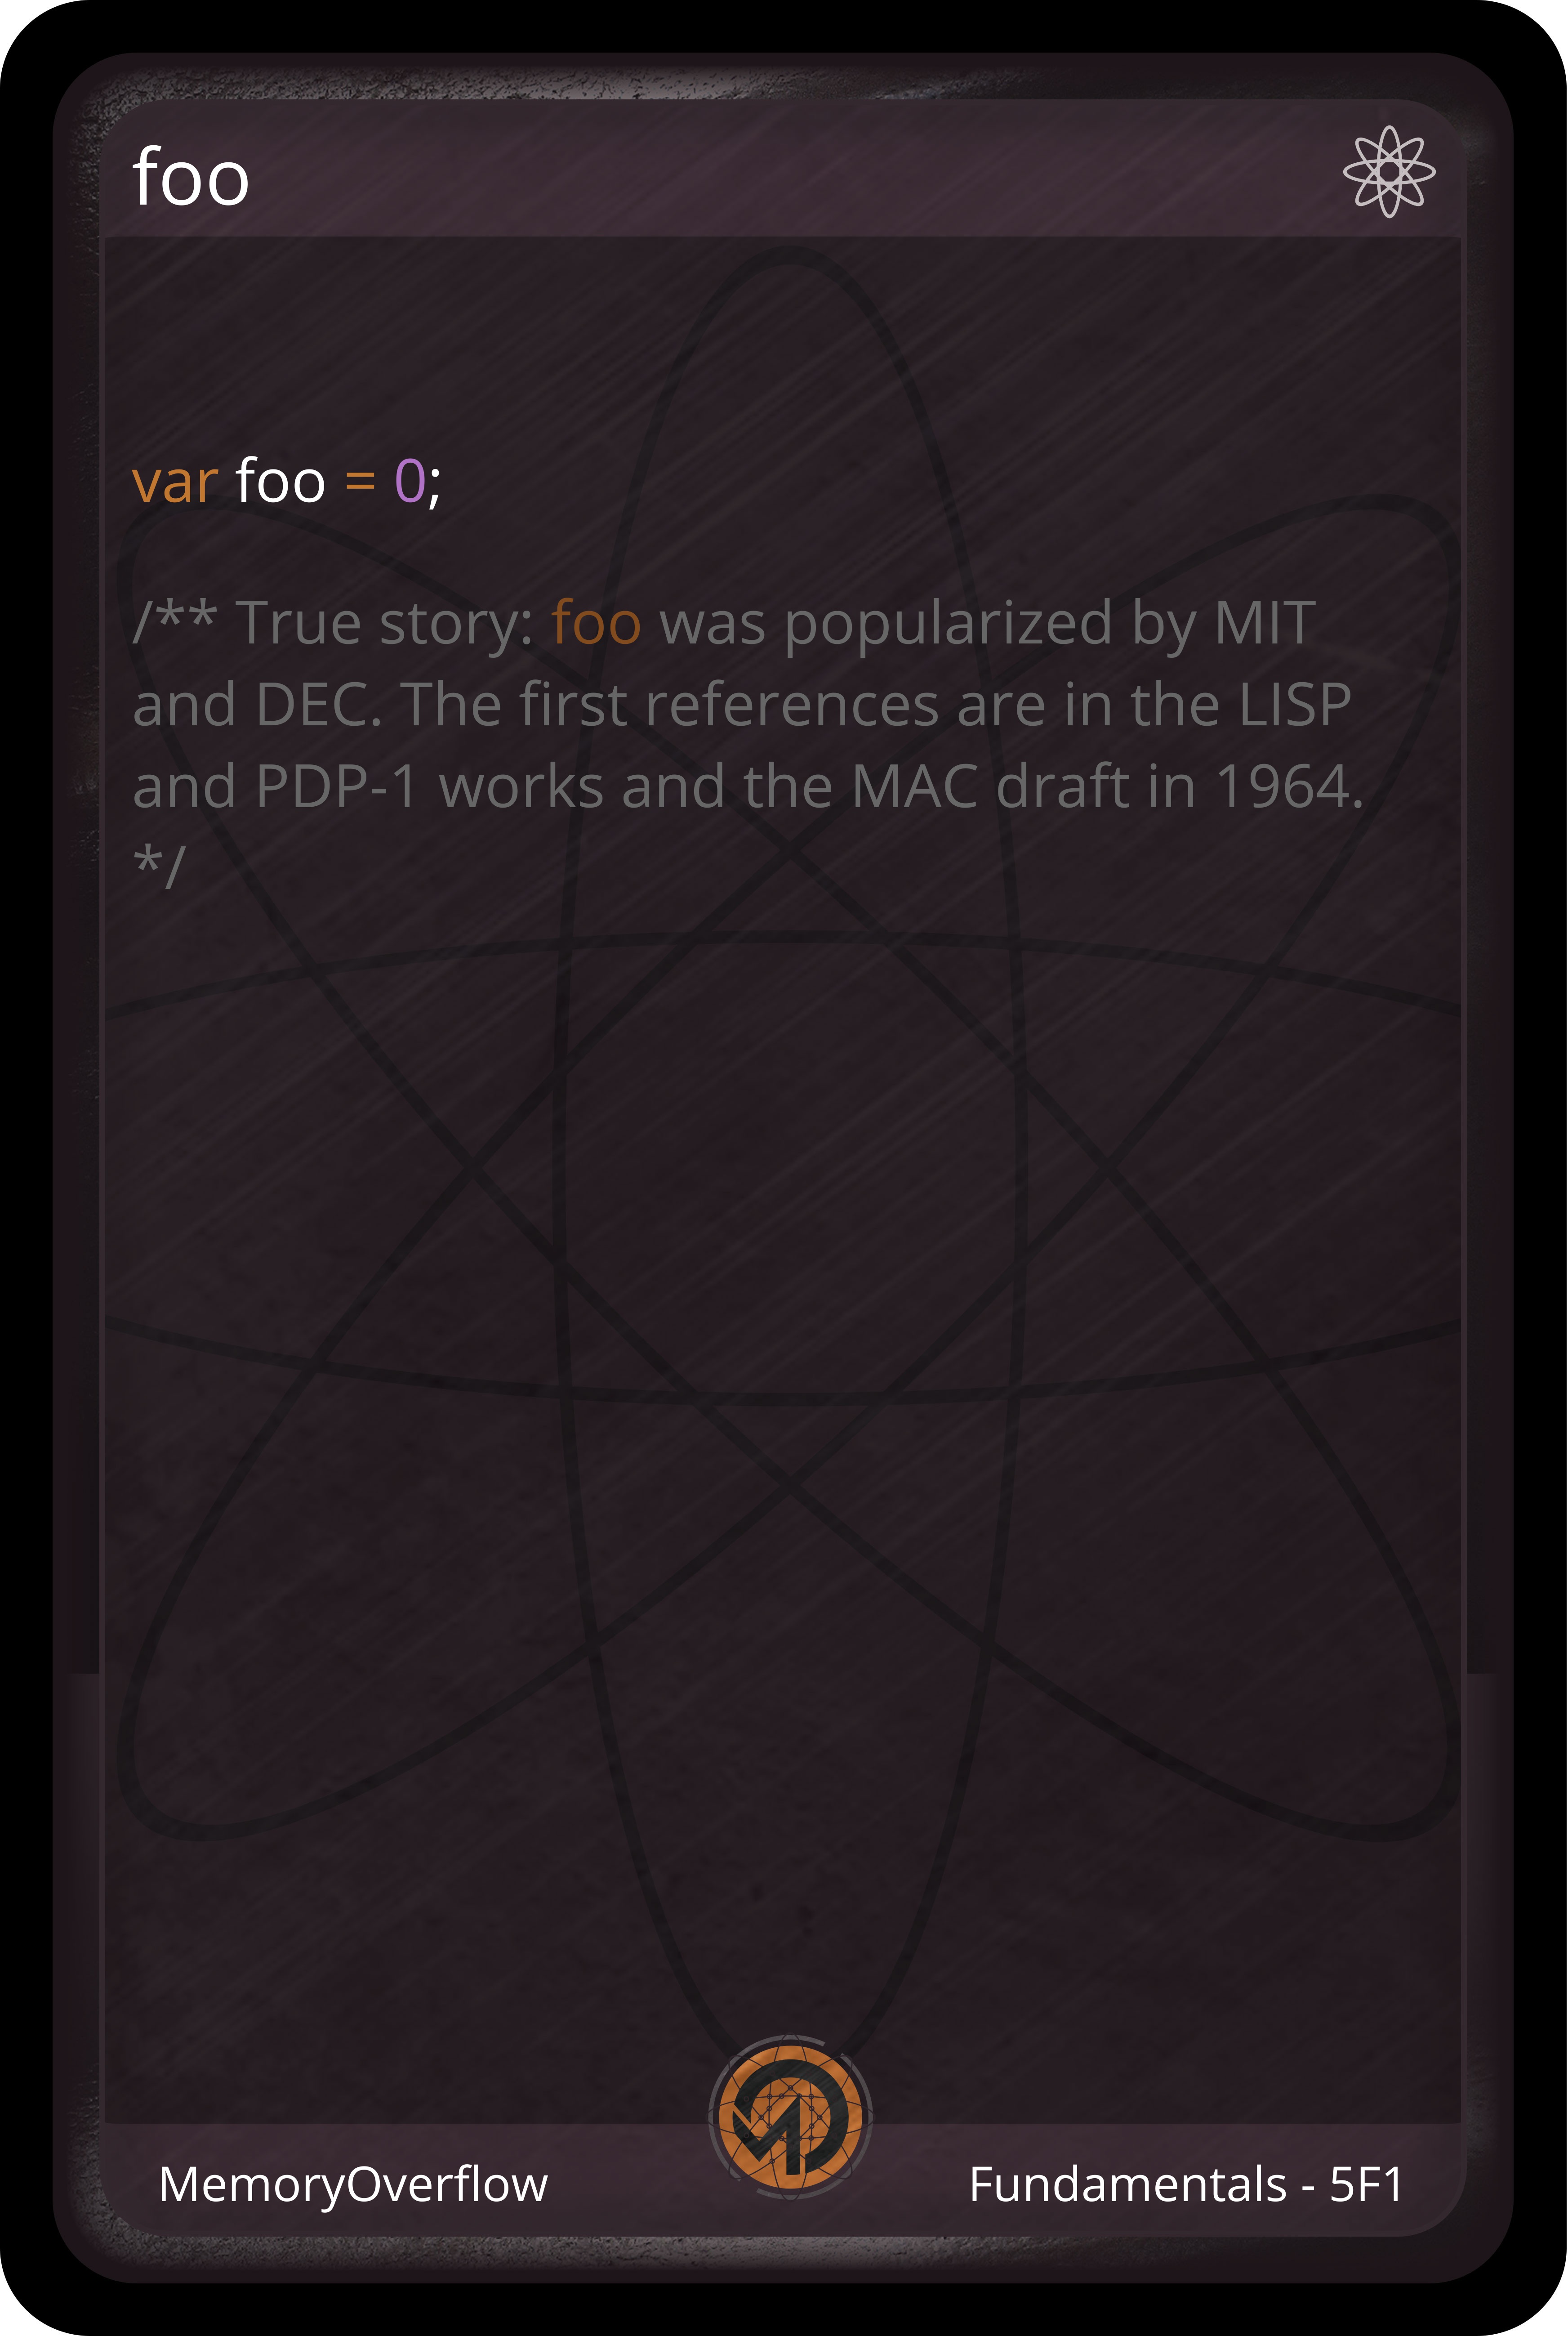 foo
var foo = 0;
/** True story: foo was popularized by MIT
and DEC. The first references are in the LISP
and PDP-1 works and the MAC draft in 1964.
*/
MemoryOverflow
Fundamentals - 5F1